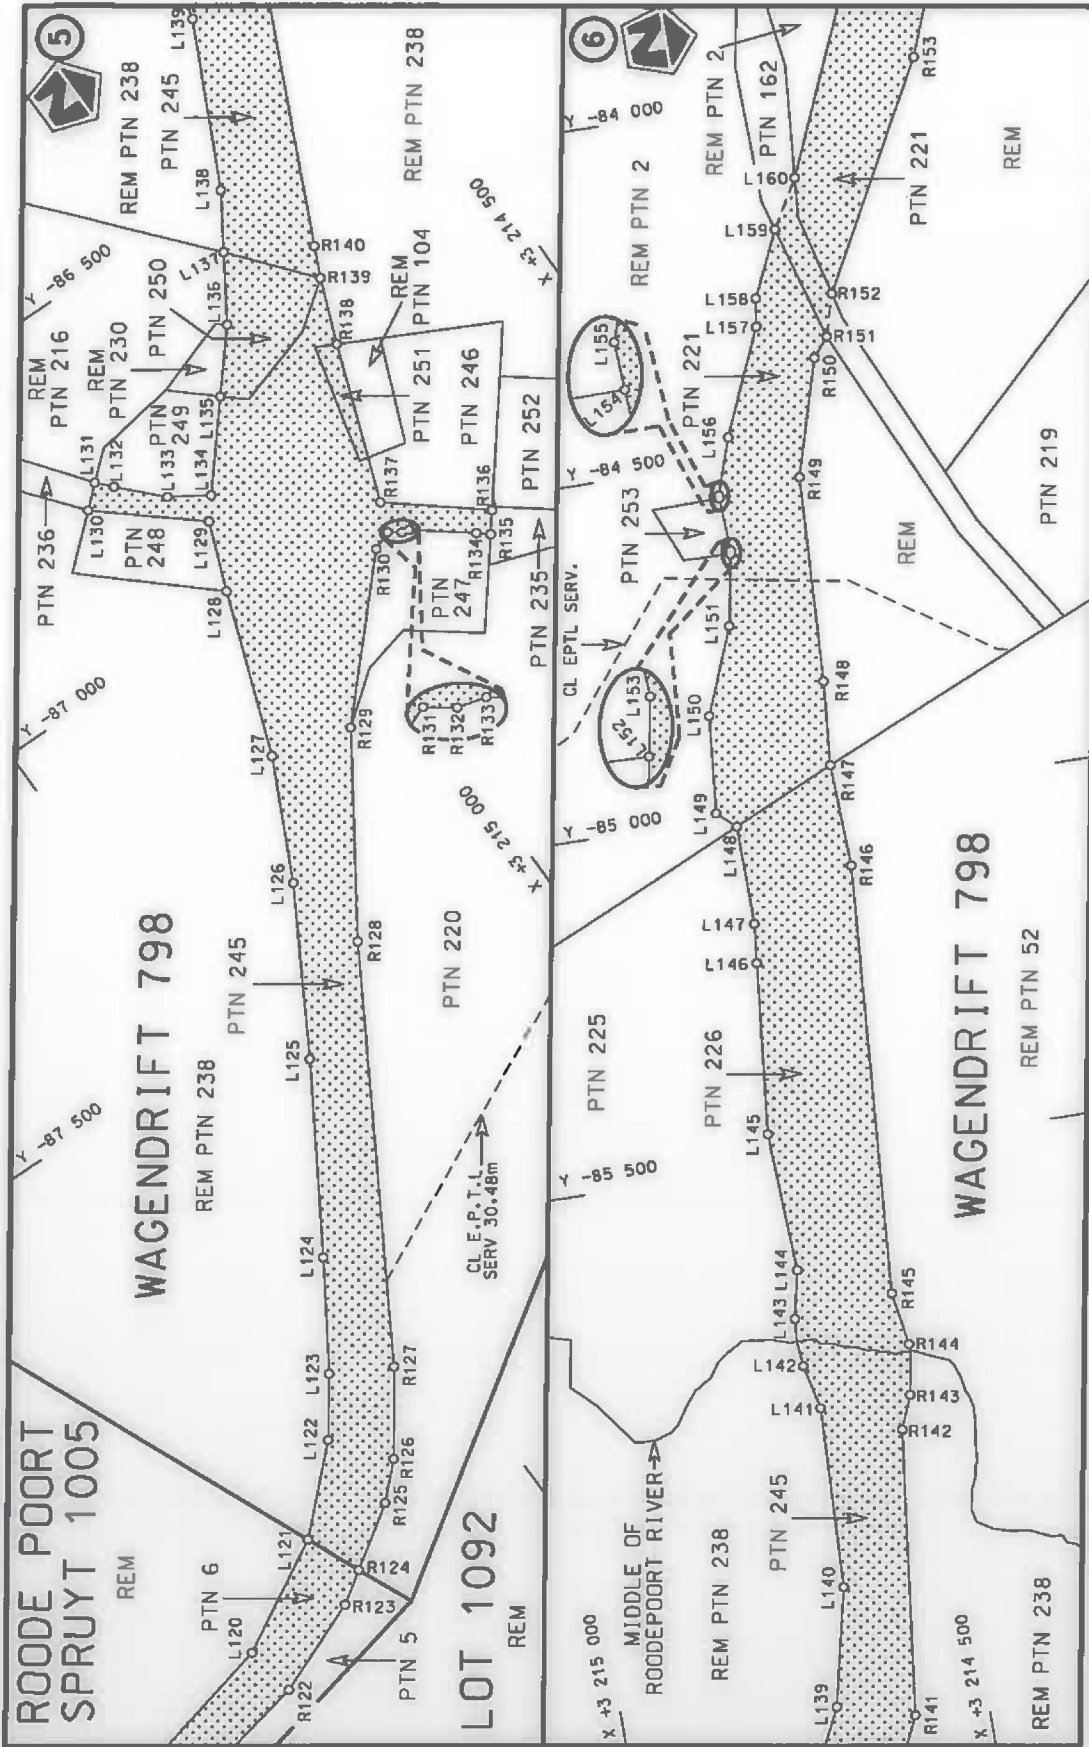 5
ROODE POORT
SPRUYT 1005
REM
PTN 6
PTN 5
LOT 1092
REM
WAGENDRIFT 798
REM PTN 238
PTN 245
PTN 220
CL E.P.T.L
SERV 30.48m
Y -87 500
Y -87 000
Y -86 500
X +3 215 000
X +3 214 500
PTN 236
REM
PTN 216
REM
PTN 230
PTN
249
PTN 250
PTN
248
REM PTN 238
PTN 245
REM PTN 238
REM
PTN 104
PTN 251
PTN 246
PTN 252
PTN
247
PTN 235
L120
L121
L122
L123
L124
L125
L126
L127
L128
L129
L130
L131
L132
L133
L134
L135
L136
L137
L138
L139
R122
R123
R124
R125
R126
R127
R128
R129
R130
R131
R132
R133
R134
R135
R136
R137
R138
R139
R140
6
X +3 215 000
MIDDLE OF
ROODEPOORT RIVER
REM PTN 238
PTN 245
X +3 214 500
REM PTN 238
PTN 225
PTN 226
Y -85 500
Y -85 000
Y -84 500
Y -84 000
WAGENDRIFT 798
REM PTN 52
CL EPTL SERV.
PTN 253
PTN 221
REM PTN 2
REM PTN 2
PTN 162
PTN 221
REM
REM
PTN 219
L139
L140
L141
L142
L143
L144
L145
L146
L147
L148
L149
L150
L151
L152
L153
L154
L155
L156
L157
L158
L159
L160
R141
R142
R143
R144
R145
R146
R147
R148
R149
R150
R151
R152
R153